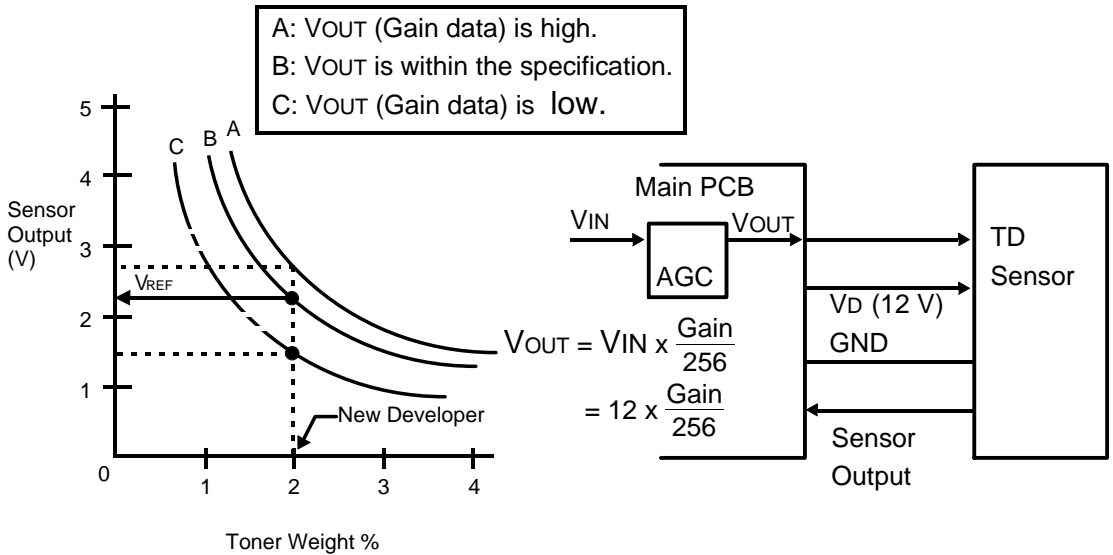 A: VOUT (Gain data) is high.
B: VOUT is within the specification.
C: VOUT (Gain data) is low.
5
4
3
2
1
0
1
2
3
4
Sensor
Output
(V)
C
B
A
VREF
New Developer
Toner Weight %
Main PCB
VIN
VOUT
AGC
VOUT = VIN x Gain
256
= 12 x Gain
256
TD
Sensor
VD (12 V)
GND
Sensor
Output